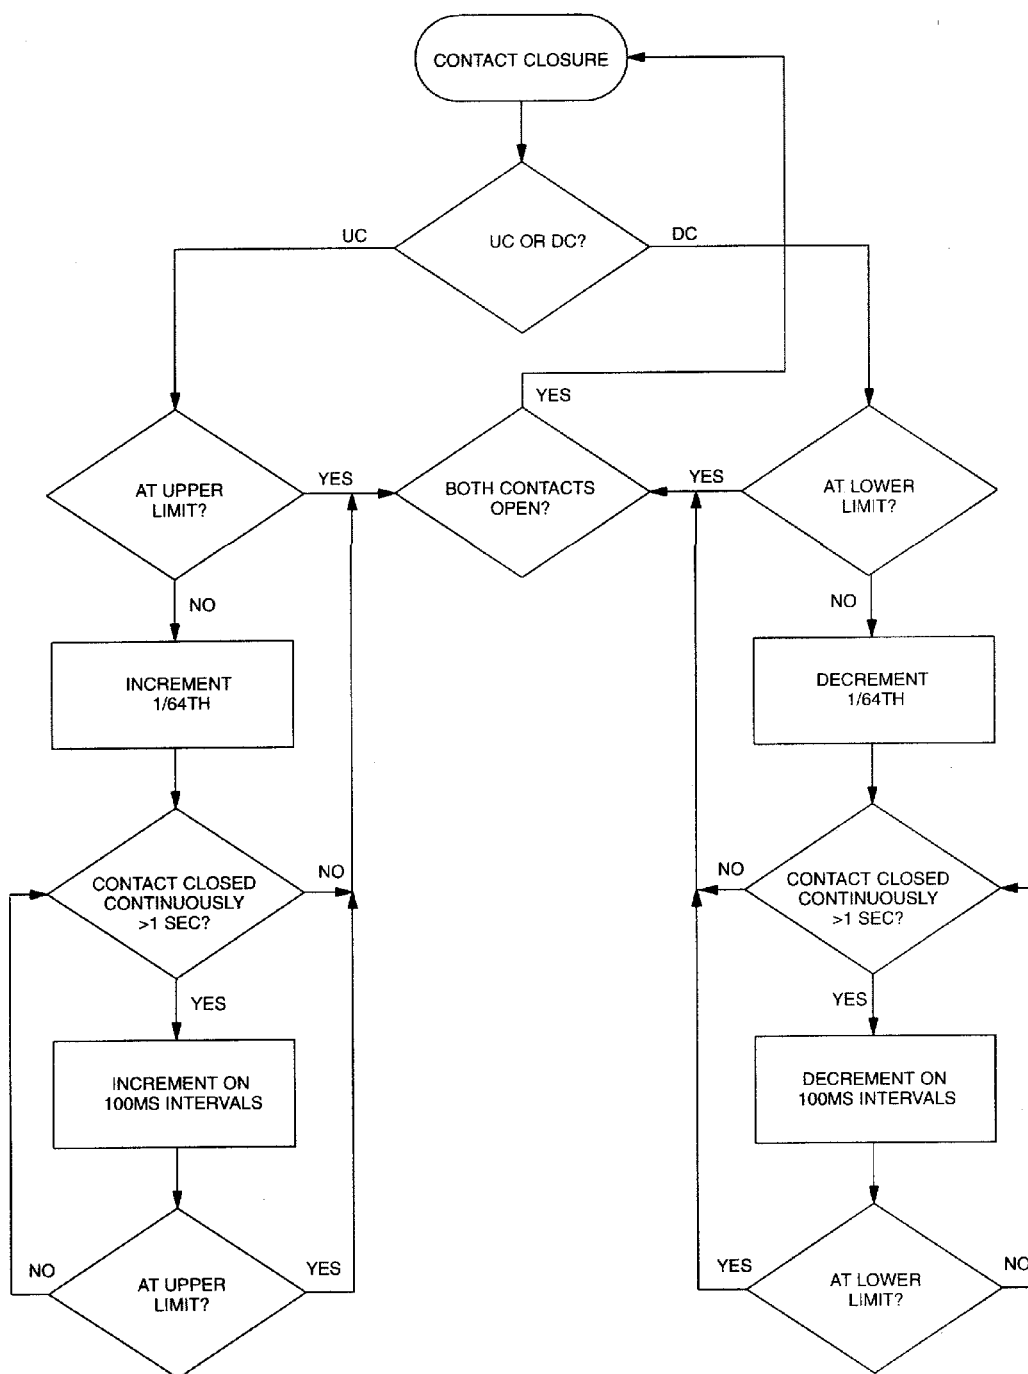 CONTACT CLOSURE
UC
UC OR DC?
DC
YES
AT UPPER
LIMIT?
YES
BOTH CONTACTS
OPEN?
YES
AT LOWER
LIMIT?
NO
NO
INCREMENT
1/64TH
DECREMENT
1/64TH
CONTACT CLOSED
CONTINUOUSLY
>1 SEC?
NO
NO
CONTACT CLOSED
CONTINUOUSLY
>1 SEC?
YES
YES
INCREMENT ON
100MS INTERVALS
DECREMENT ON
100MS INTERVALS
NO
AT UPPER
LIMIT?
YES
YES
AT LOWER
LIMIT?
NO